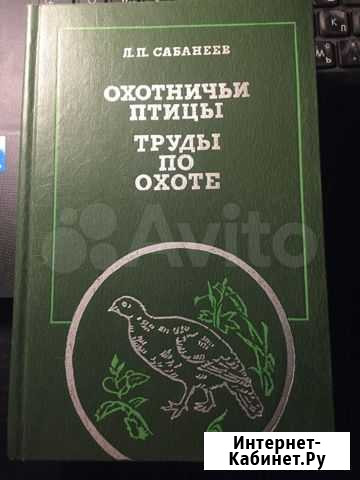 Л.П. САБАНЕЕВ
ОХОТНИЧЬИ
ПТИЦЫ
ТРУДЫ
ПО
ОХОТЕ
Avito
Интернет-
Кабинет.Ру